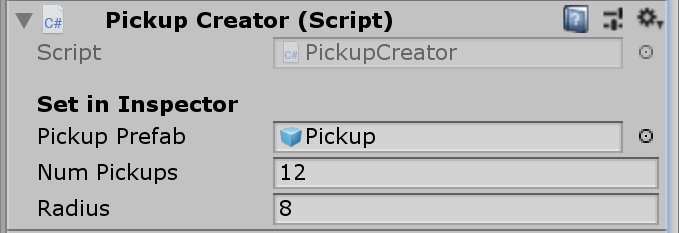 C# Pickup Creator (Script)
Script C# PickupCreator
Set in Inspector
Pickup Prefab Pickup
Num Pickups 12
Radius 8